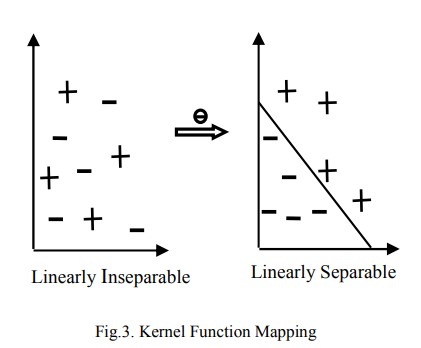 Θ
Linearly Inseparable
Linearly Separable
Fig.3. Kernel Function Mapping